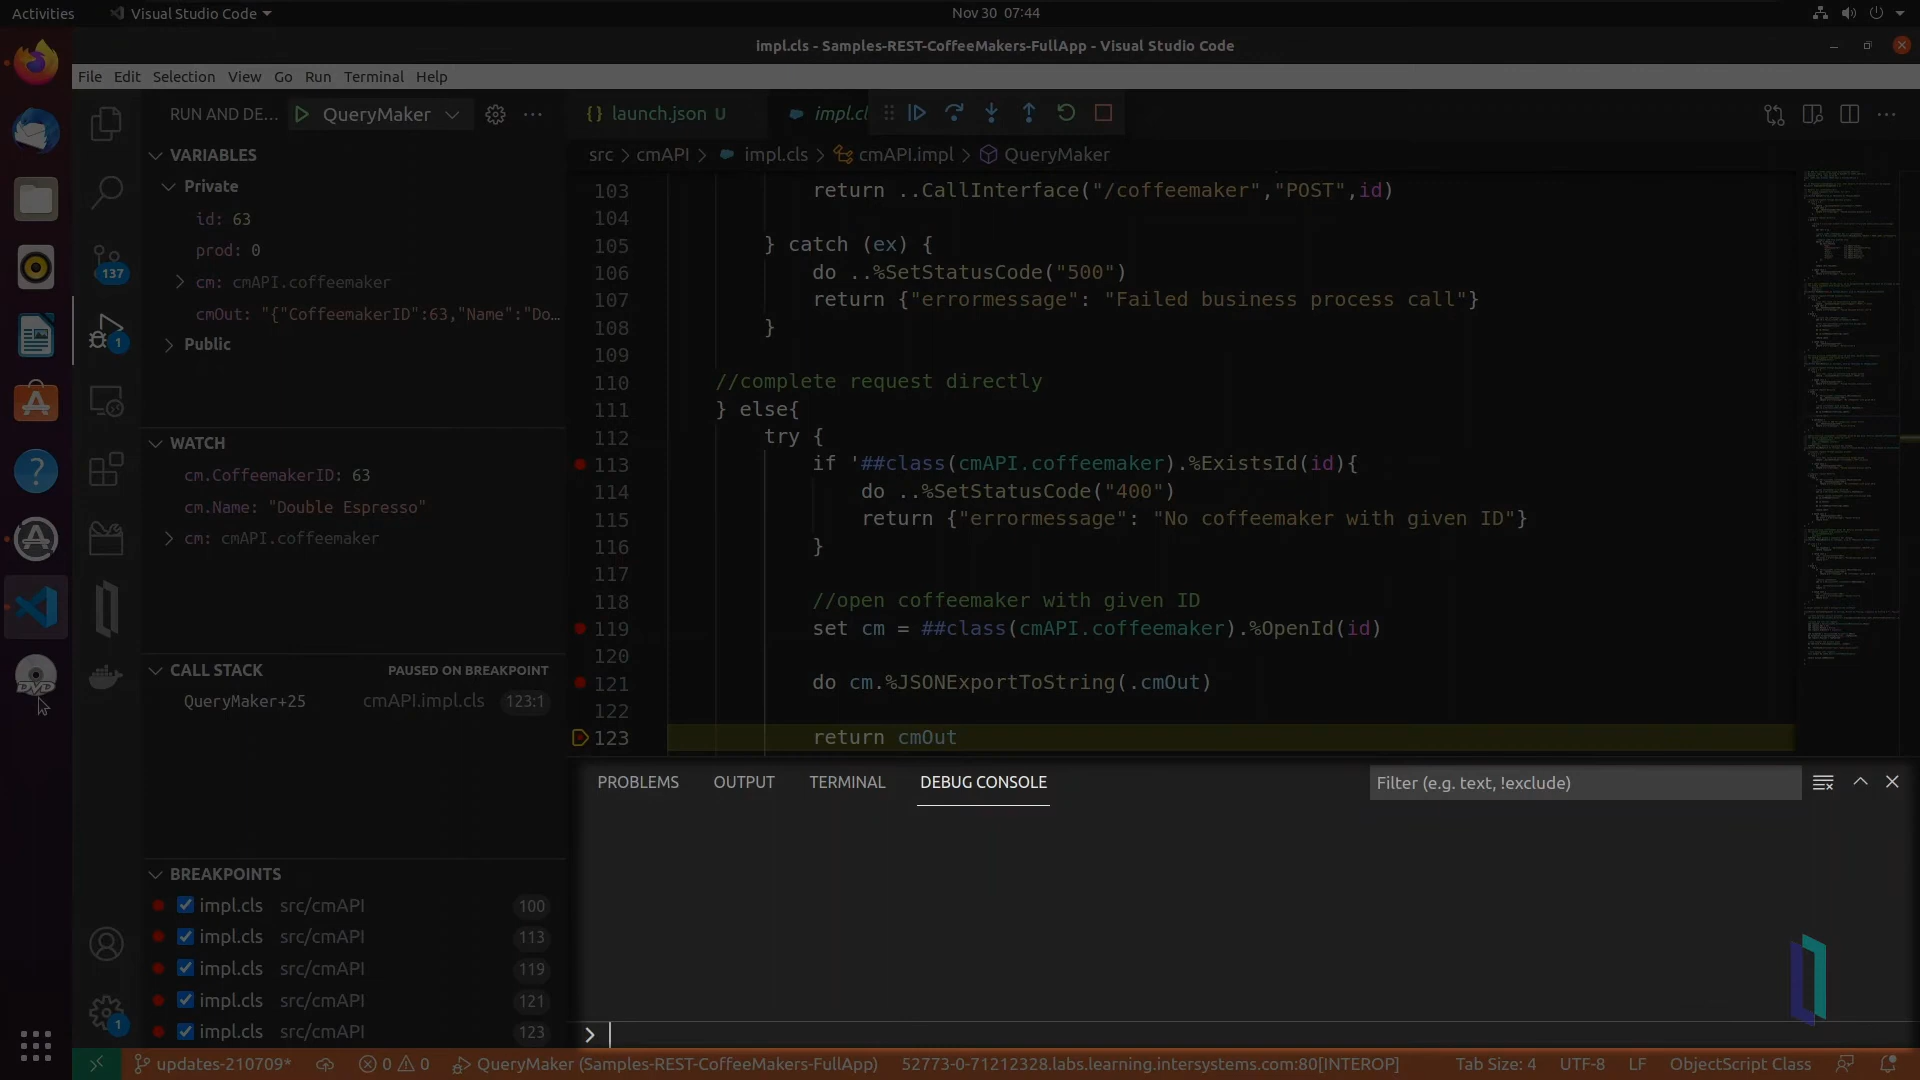 Activities
Visual Studio Code
Nov 30 07:44
impl.cls - Samples-REST-CoffeeMakers-FullApp - Visual Studio Code
File Edit Selection View Go Run Terminal Help
RUN AND DE...
QueryMaker
launch.json U
impl.cl
src > cmAPI > impl.cls > cmAPI.impl > QueryMaker
VARIABLES
Private
id: 63
prod: 0
cm: cmAPI.coffeemaker
cmOut: "{"CoffeemakerID":63,"Name":"Do...
Public
137
1
WATCH
cm.CoffeemakerID: 63
cm.Name: "Double Espresso"
cm: cmAPI.coffeemaker
CALL STACK
PAUSED ON BREAKPOINT
QueryMaker+25 cmAPI.impl.cls 123:1
BREAKPOINTS
impl.cls src/cmAPI 100
impl.cls src/cmAPI 113
impl.cls src/cmAPI 119
impl.cls src/cmAPI 121
impl.cls src/cmAPI 123
1
DVD
103 return ..CallInterface("/coffeemaker","POST",id)
104
105 } catch (ex) {
106 do ..%SetStatusCode("500")
107 return {"errormessage": "Failed business process call"}
108 }
109
110 //complete request directly
111 } else{
112 try {
113 if '##class(cmAPI.coffeemaker).%ExistsId(id){
114 do ..%SetStatusCode("400")
115 return {"errormessage": "No coffeemaker with given ID"}
116 }
117
118 //open coffeemaker with given ID
119 set cm = ##class(cmAPI.coffeemaker).%OpenId(id)
120
121 do cm.%JSONExportToString(.cmOut)
122
123 return cmOut
PROBLEMS OUTPUT TERMINAL DEBUG CONSOLE
Filter (e.g. text, !exclude)
>
updates-210709* 0 0 QueryMaker (Samples-REST-CoffeeMakers-FullApp) 52773-0-71212328.labs.learning.intersystems.com:80[INTEROP] Tab Size: 4 UTF-8 LF ObjectScript Class